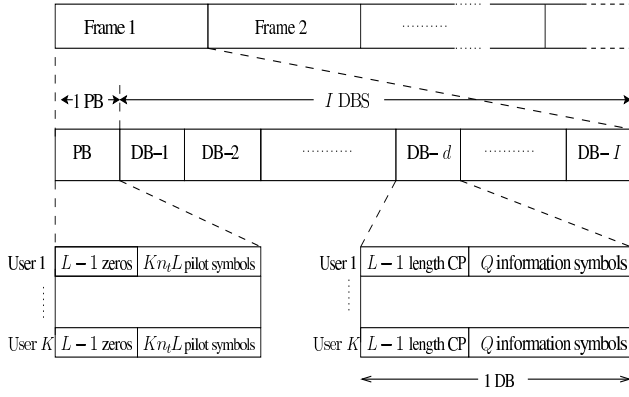 Frame 1 Frame 2 ..........
1 PB I DBS
PB DB–1 DB–2 ............ DB– d .......... DB– I
User 1 L − 1 zeros Kn_tL pilot symbols User 1 L − 1 length CP Q information symbols
User K L − 1 zeros Kn_tL pilot symbols User K L − 1 length CP Q information symbols
1 DB